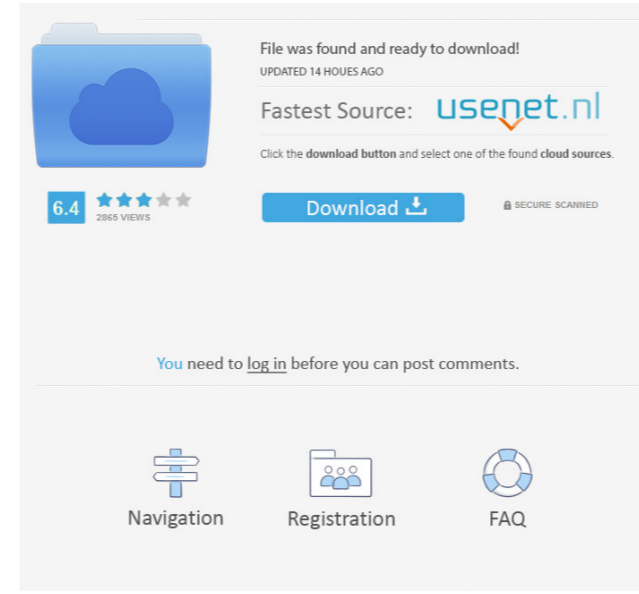 File was found and ready to download!
UPDATED 14 HOUES AGO
Fastest Source: usenet.nl
Click the download button and select one of the found cloud sources.
6.4
2865 VIEWS
Download
SECURE SCANNED
You need to log in before you can post comments.
Navigation
Registration
FAQ